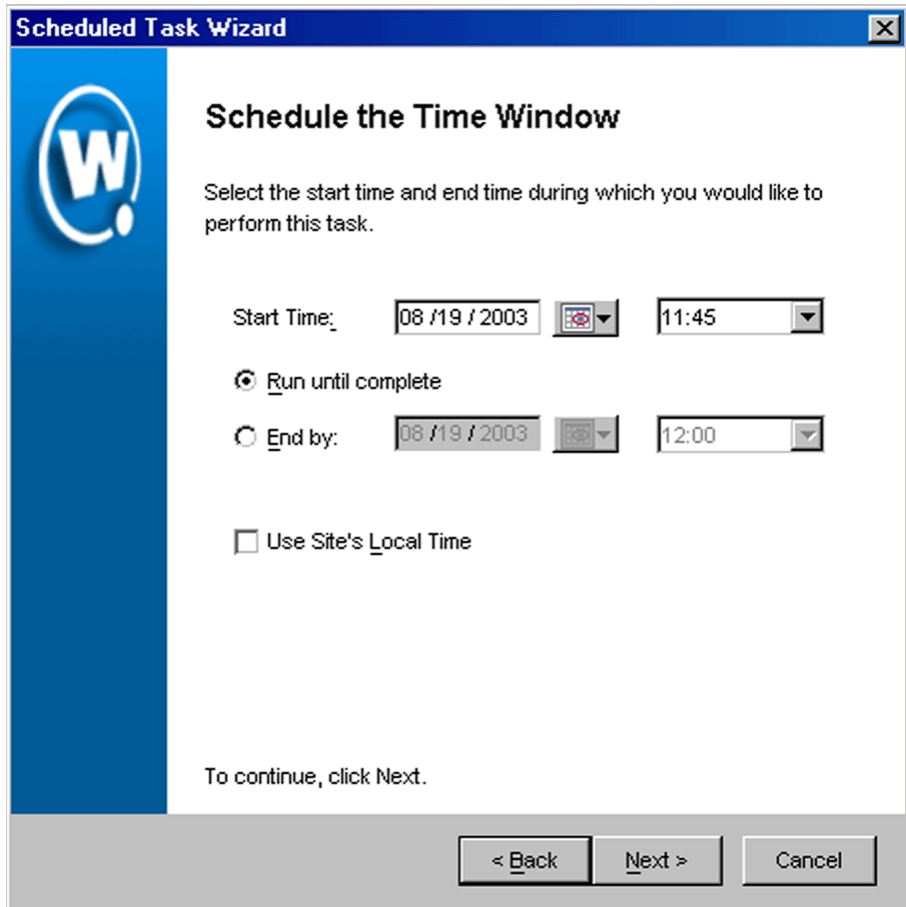 Scheduled Task Wizard
W
Schedule the Time Window
Select the start time and end time during which you would like to
perform this task.
Start Time: 08 /19 / 2003 11:45
Run until complete
End by: 08 /19 / 2003 12:00
Use Site's Local Time
To continue, click Next.
< Back Next > Cancel